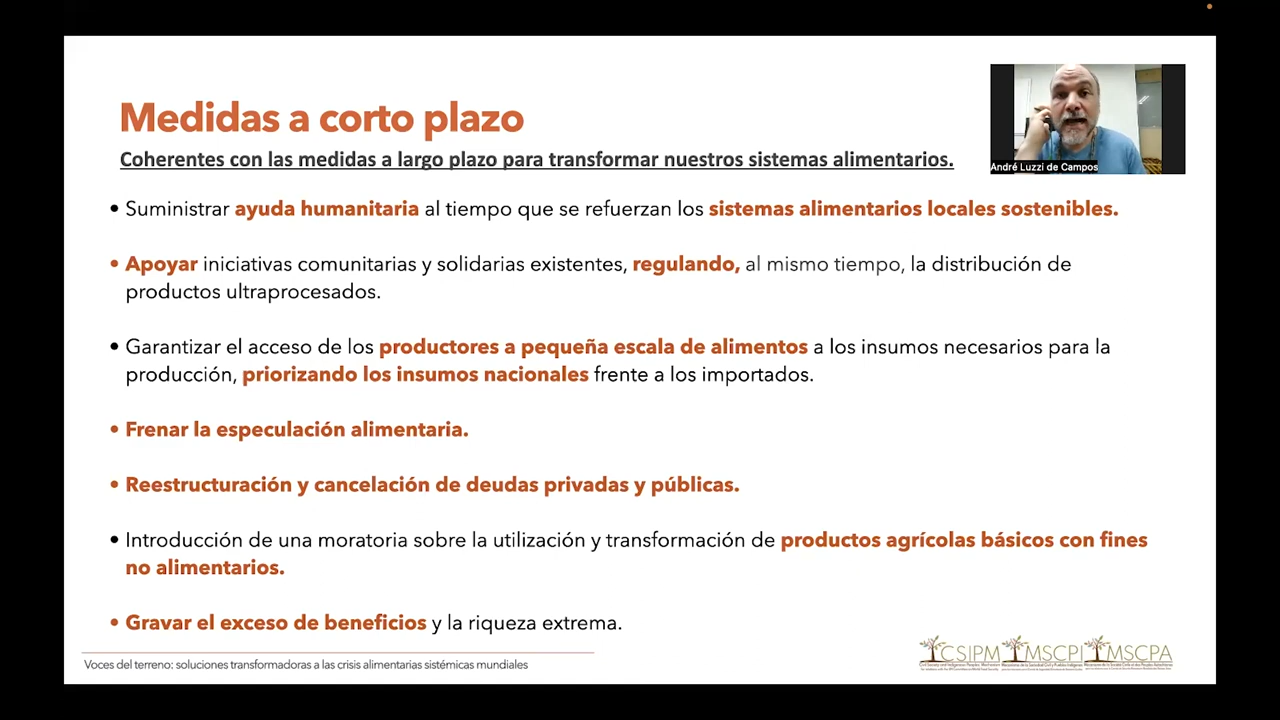 Medidas a corto plazo
Coherentes con las medidas a largo plazo para transformar nuestros sistemas alimentarios.
André Luzzi de Campos
• Suministrar ayuda humanitaria al tiempo que se refuerzan los sistemas alimentarios locales sostenibles.
• Apoyar iniciativas comunitarias y solidarias existentes, regulando, al mismo tiempo, la distribución de
productos ultraprocesados.
• Garantizar el acceso de los productores a pequeña escala de alimentos a los insumos necesarios para la
producción, priorizando los insumos nacionales frente a los importados.
• Frenar la especulación alimentaria.
• Reestructuración y cancelación de deudas privadas y públicas.
• Introducción de una moratoria sobre la utilización y transformación de productos agrícolas básicos con fines
no alimentarios.
• Gravar el exceso de beneficios y la riqueza extrema.
Voces del terreno: soluciones transformadoras a las crisis alimentarias sistémicas mundiales
CSIPM MSCPI MSCPA